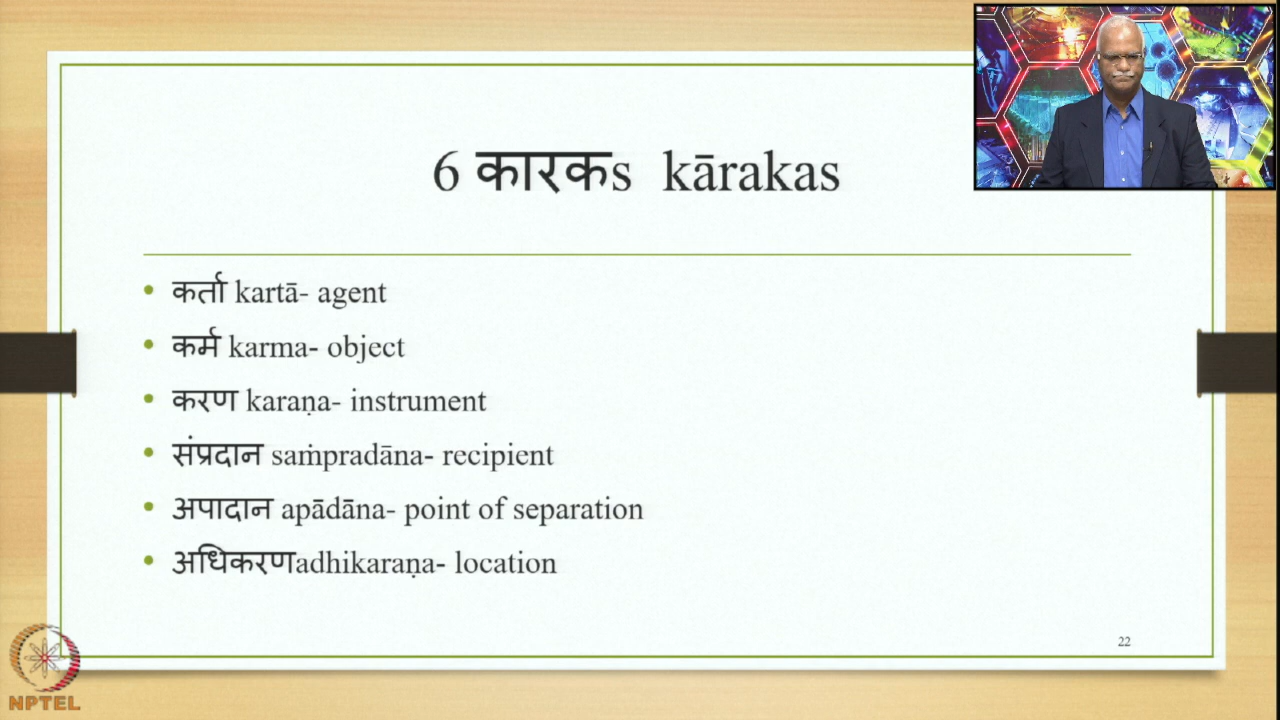 6 कारकs kārakas
• कर्ता kartā- agent
• कर्म karma- object
• करण karaṇa- instrument
• संप्रदान saṁpradāna- recipient
• अपादान apādāna- point of separation
• अधिकरणadhikaraṇa- location
22
NPTEL